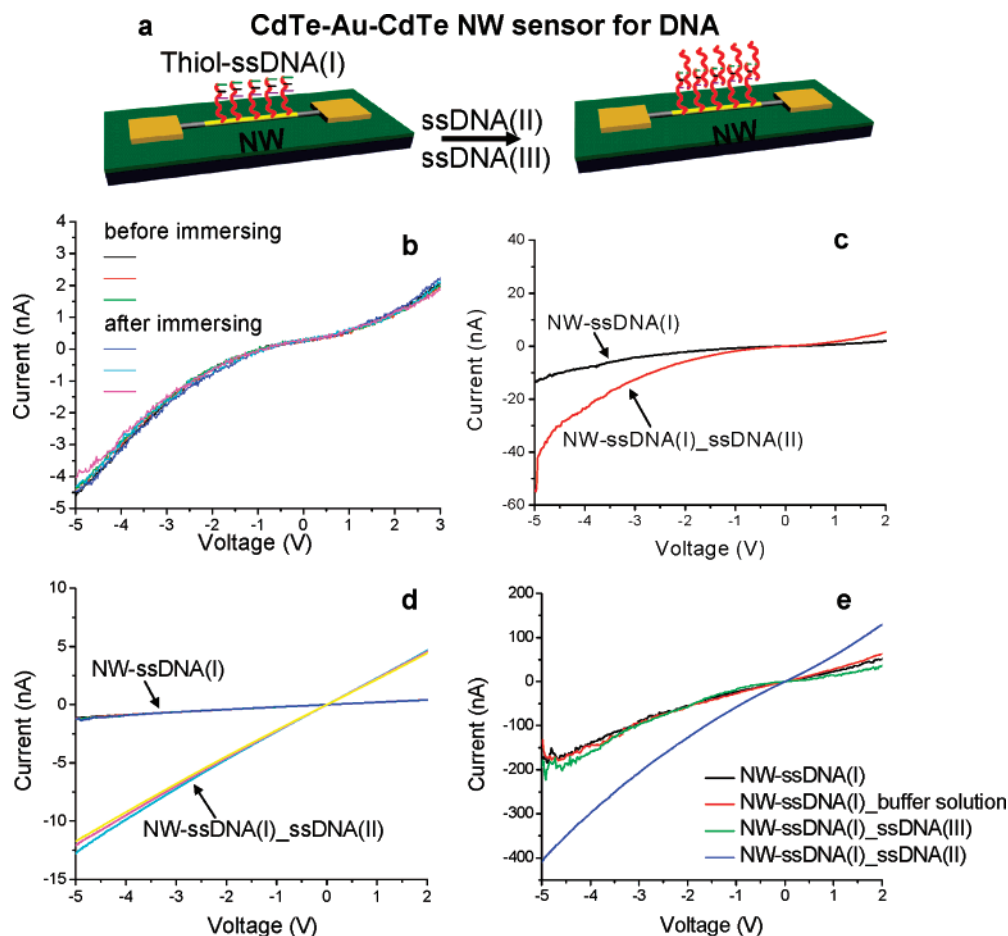 a CdTe-Au-CdTe NW sensor for DNA
Thiol-ssDNA(I)
NW
ssDNA(II)
ssDNA(III)
NW
b
before immersing
after immersing
4
3
2
1
0
-1
-2
-3
-4
-5
Current (nA)
-5 -4 -3 -2 -1 0 1 2 3
Voltage (V)
c
40
20
0
-20
-40
-60
Current (nA)
NW-ssDNA(I)
NW-ssDNA(I)_ssDNA(II)
-5 -4 -3 -2 -1 0 1 2
Voltage (V)
d
10
5
0
-5
-10
-15
Current (nA)
NW-ssDNA(I)
NW-ssDNA(I)_ssDNA(II)
-5 -4 -3 -2 -1 0 1 2
Voltage (V)
e
200
100
0
-100
-200
-300
-400
Current (nA)
NW-ssDNA(I)
NW-ssDNA(I)_buffer solution
NW-ssDNA(I)_ssDNA(III)
NW-ssDNA(I)_ssDNA(II)
-5 -4 -3 -2 -1 0 1 2
Voltage (V)